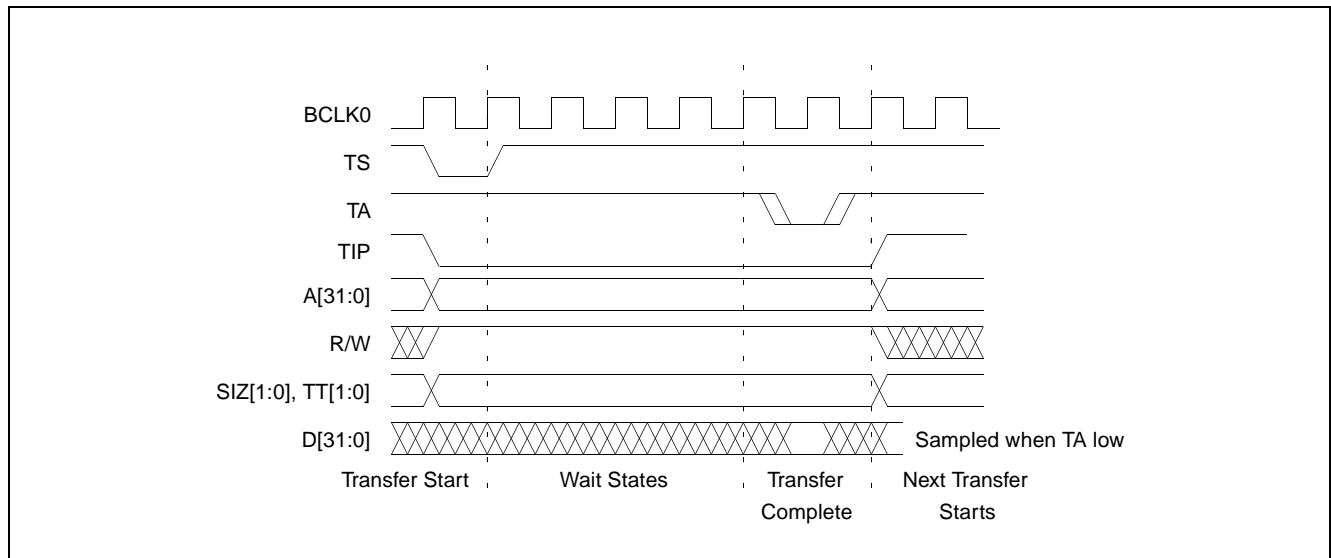 BCLK0
TS
TA
TIP
A[31:0]
R/W
SIZ[1:0], TT[1:0]
D[31:0]
Sampled when TA low
Transfer Start
Wait States
Transfer
Complete
Next Transfer
Starts